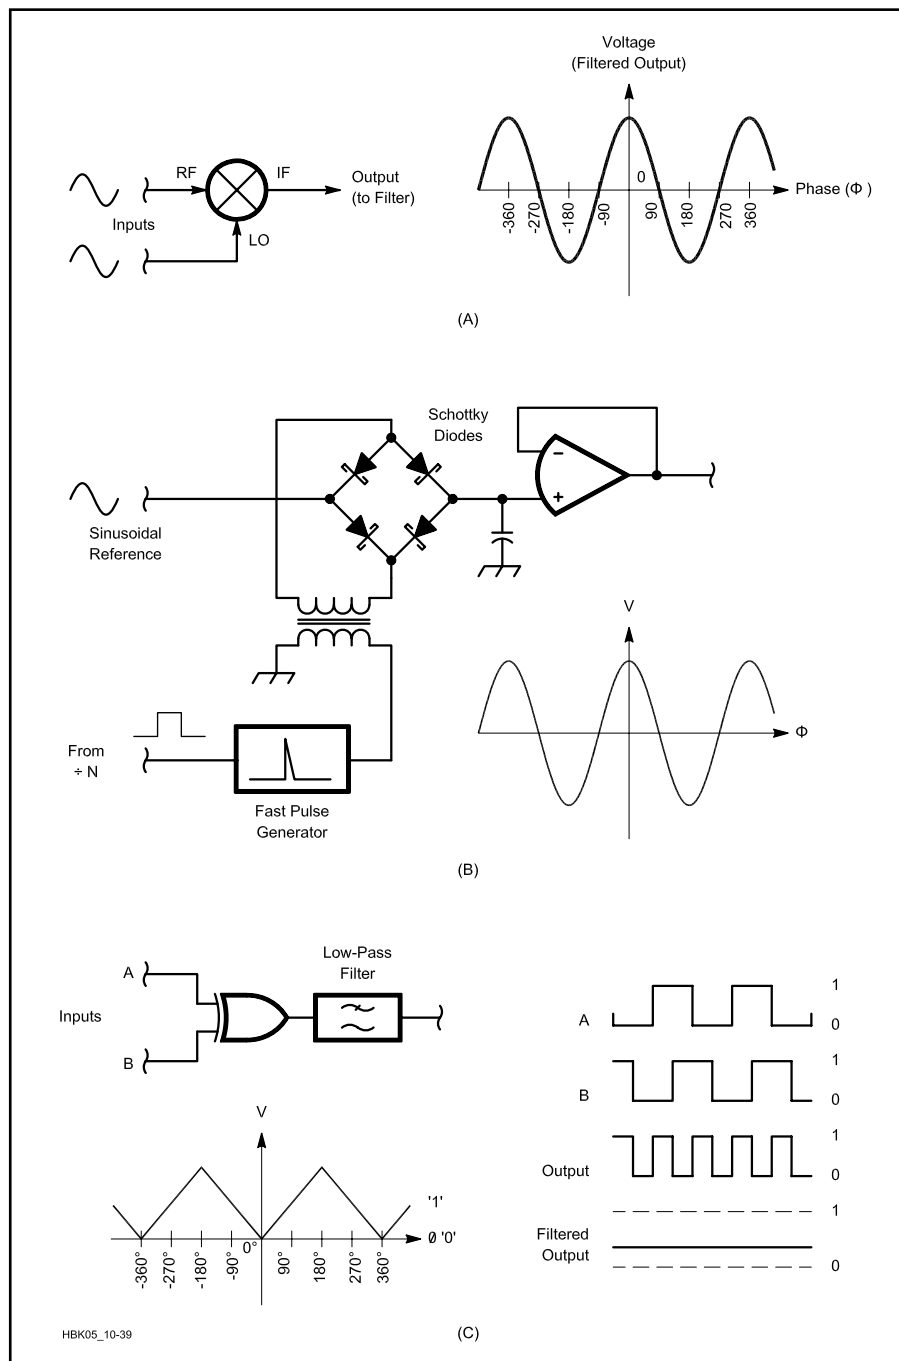 Voltage
(Filtered Output)
RF
IF
Output
(to Filter)
Inputs
LO
0
Phase (Φ )
-360
-270
-180
-90
90
180
270
360
(A)
Schottky
Diodes
−
+
Sinusoidal
Reference
V
Φ
From
÷ N
Fast Pulse
Generator
(B)
Low-Pass
Filter
A
Inputs
B
A
1
0
B
1
0
Output
1
0
Filtered
Output
1
0
V
'1'
0 '0'
0°
-360°
-270°
-180°
-90°
90°
180°
270°
360°
HBK05_10-39
(C)